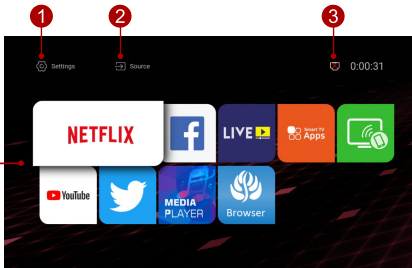 1
2
3
Settings
Source
0:00:31
NETFLIX
f
LIVE
Smart TV
Apps
YouTube
MEDIA
PLAYER
Browser